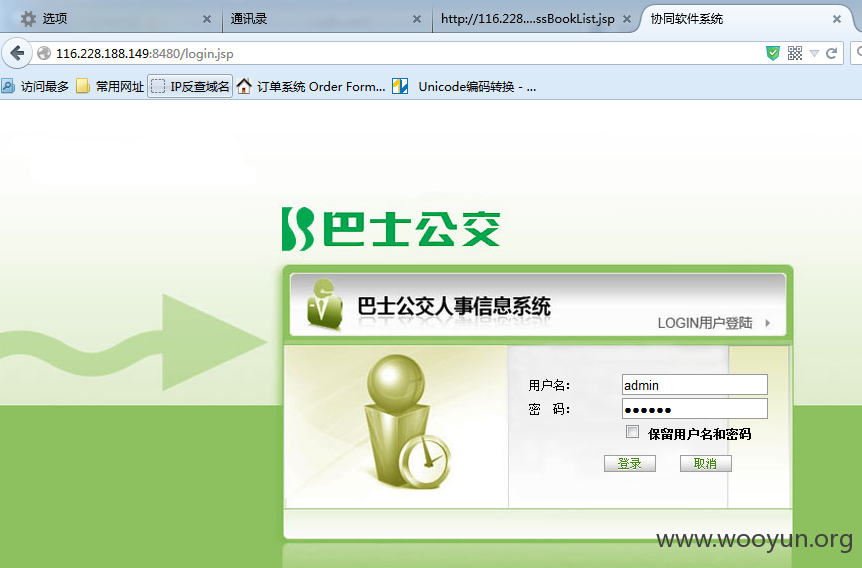 选项
通讯录
http://116.228....ssBookList.jsp
协同软件系统
116.228.188.149:8480/login.jsp
访问最多
常用网址
IP反查域名
订单系统 Order Form...
Unicode编码转换 - ...
巴士公交
巴士公交人事信息系统
LOGIN用户登陆
用户名：
admin
密 码：
●●●●●●
保留用户名和密码
登录
取消
www.wooyun.org